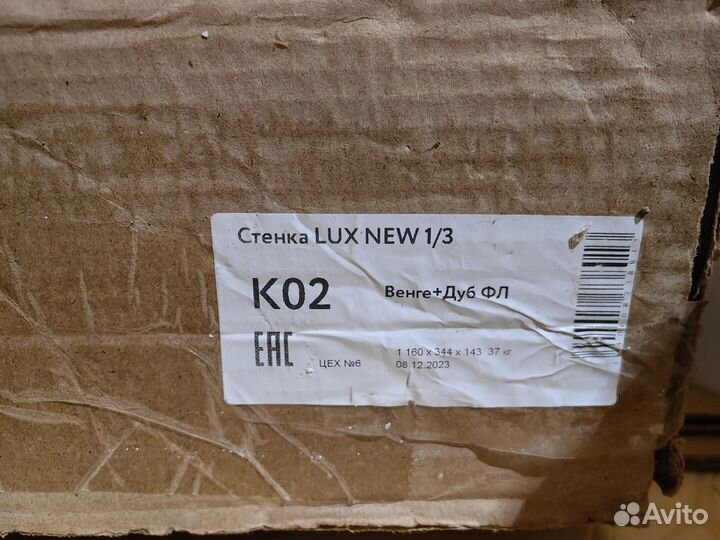 Стенка LUX NEW 1/3
K02
Венге+Дуб ФЛ
EAC
ЦЕХ №6
1 160 x 344 x 143 37 кг
08.12.2023
Avito